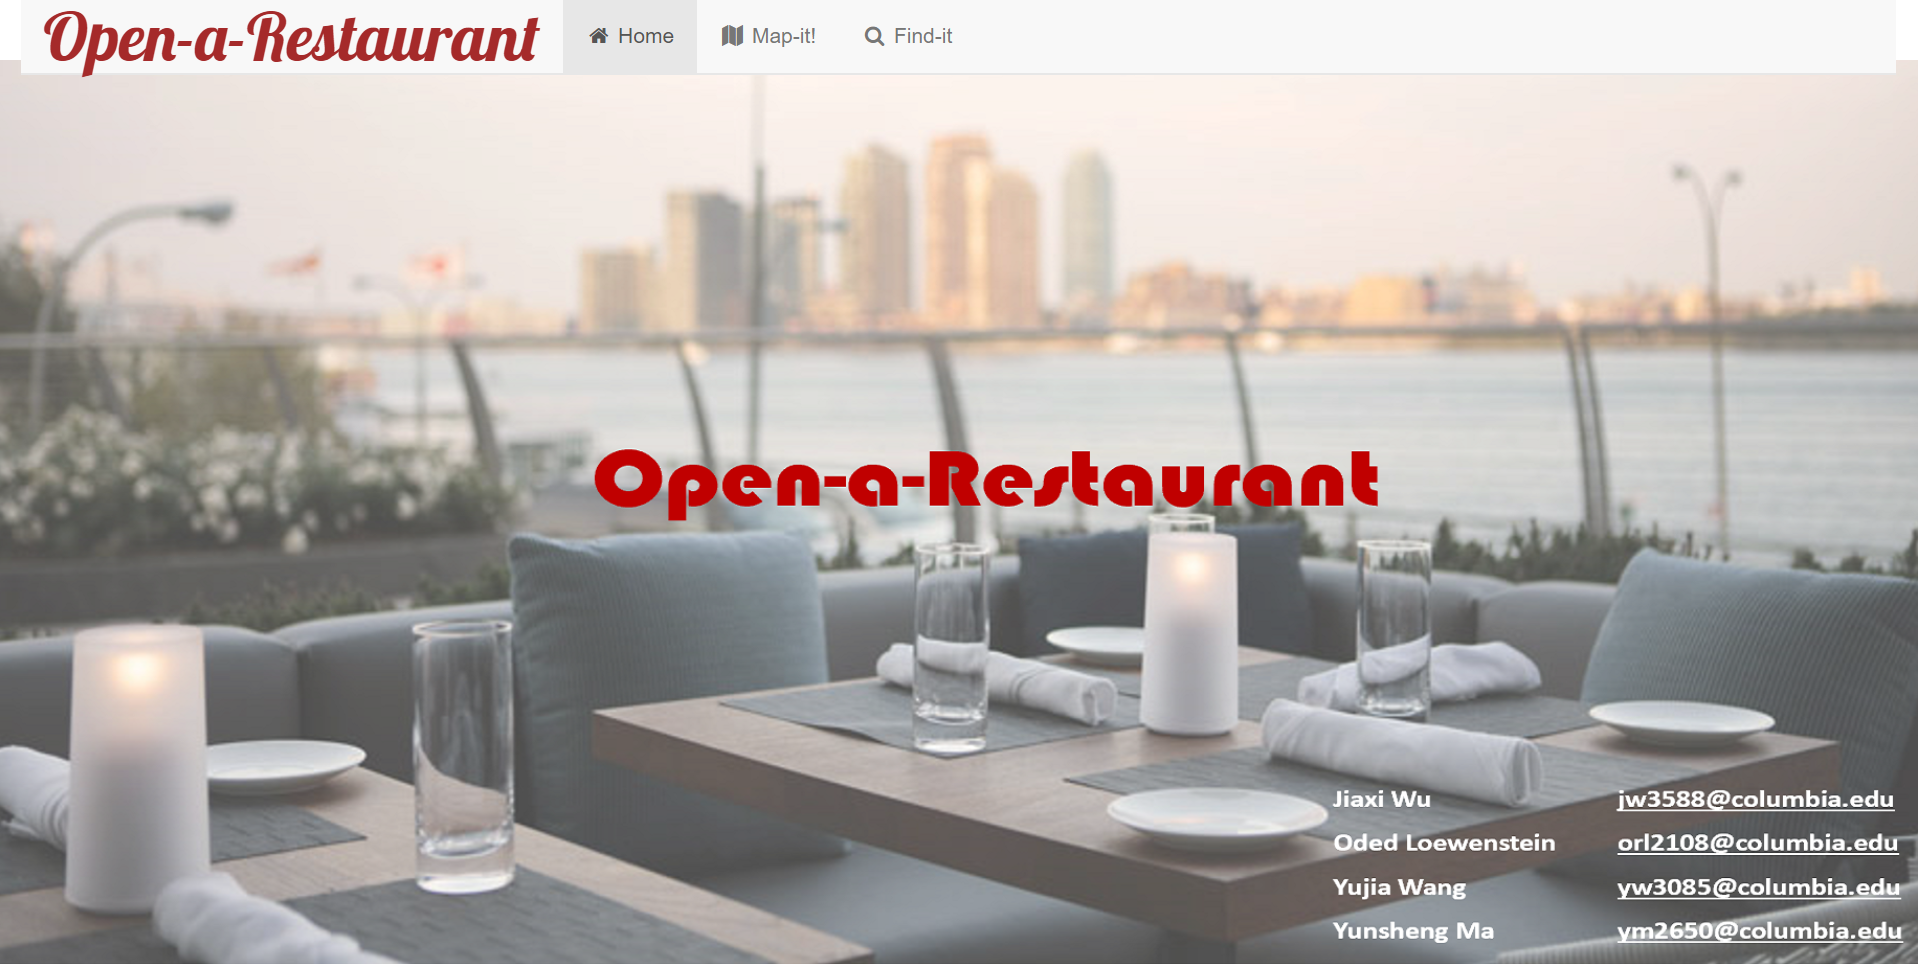 Open-a-Restaurant Home Map-it! Find-it
Open-a-Restaurant
Jiaxi Wu jw3588@columbia.edu
Oded Loewenstein orl2108@columbia.edu
Yujia Wang yw3085@columbia.edu
Yunsheng Ma ym2650@columbia.edu